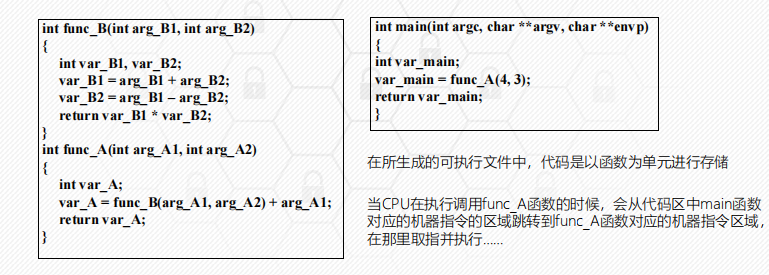 int func_B(int arg_B1, int arg_B2)
{
int var_B1, var_B2;
var_B1 = arg_B1 + arg_B2;
var_B2 = arg_B1 – arg_B2;
return var_B1 * var_B2;
}
int func_A(int arg_A1, int arg_A2)
{
int var_A;
var_A = func_B(arg_A1, arg_A2) + arg_A1;
return var_A;
}
int main(int argc, char **argv, char **envp)
{
int var_main;
var_main = func_A(4, 3);
return var_main;
}
在所生成的可执行文件中，代码是以函数为单元进行存储
当CPU在执行调用func_A函数的时候，会从代码区中main函数
对应的机器指令的区域跳转到func_A函数对应的机器指令区域，
在那里取指并执行......